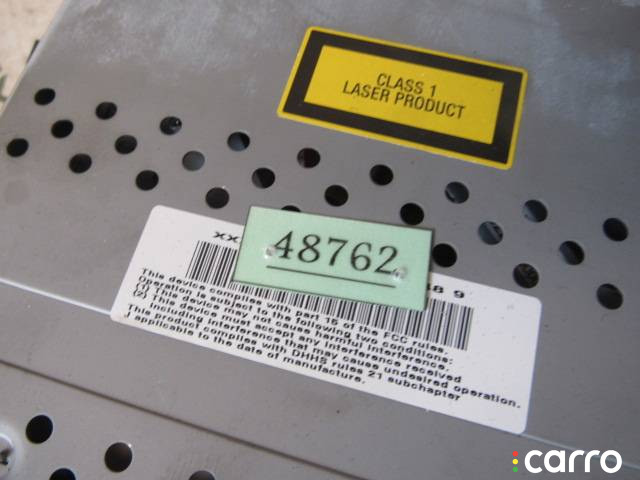 CLASS 1
LASER PRODUCT
48762
This device complies with part 15 of the FCC rules.
Operation is subject to the following two conditions:
(1) This device may not cause harmful interference.
(2) This device must accept any interference received
including interference that may cause undesired operation.
This product complies with DHHS rules 21 subchapter
J applicable to the date of manufacture.
carro